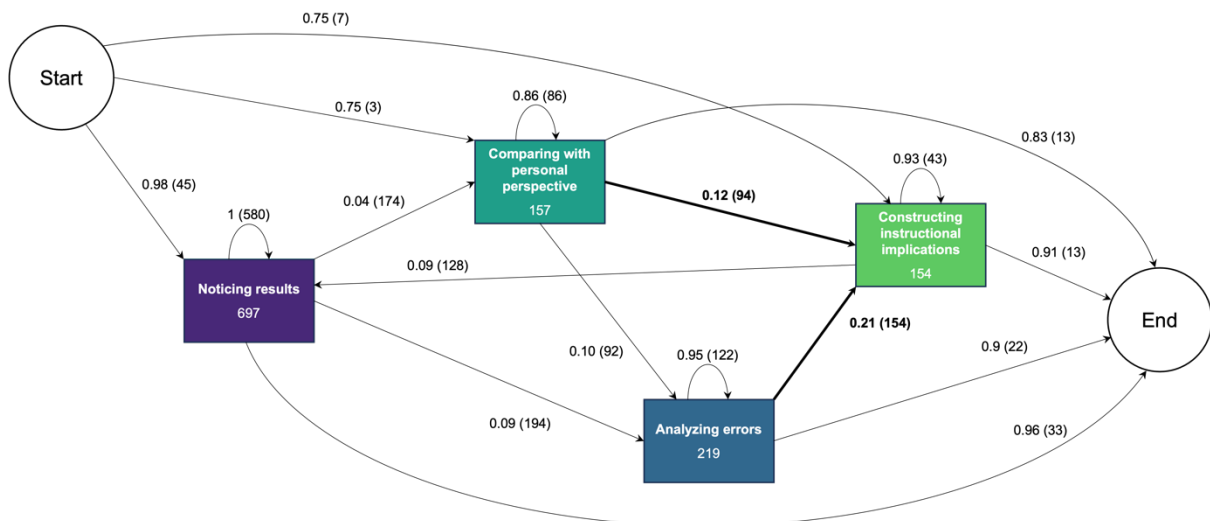 0.75 (7)
Start
0.75 (3)
0.86 (86)
0.83 (13)
Comparing with
personal
perspective
157
0.98 (45)
0.04 (174)
0.12 (94)
0.93 (43)
Constructing
instructional
implications
154
1 (580)
0.09 (128)
0.91 (13)
Noticing results
697
End
0.21 (154)
0.10 (92)
0.95 (122)
0.9 (22)
0.09 (194)
Analyzing errors
219
0.96 (33)